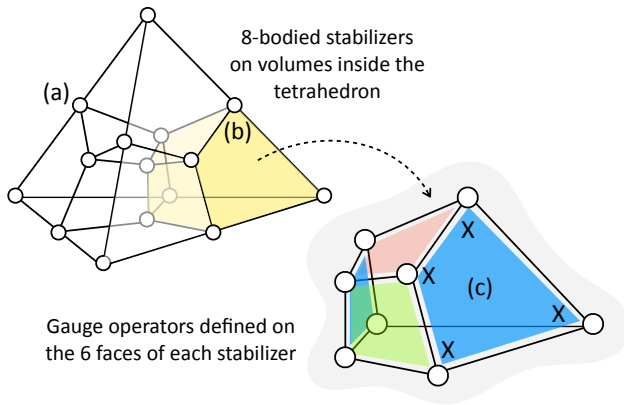 8-bodied stabilizers
on volumes inside the
tetrahedron
(a)
(b)
X
X
(c)
X
X
Gauge operators defined on
the 6 faces of each stabilizer